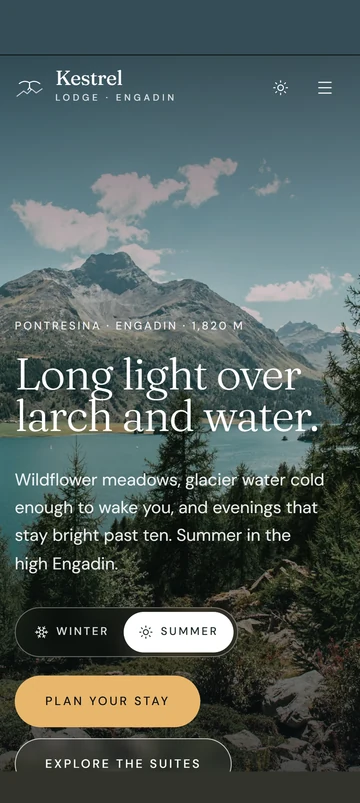 Kestrel
LODGE · ENGADIN
PONTRESINA · ENGADIN · 1,820 M
Long light over
larch and water.
Wildflower meadows, glacier water cold
enough to wake you, and evenings that
stay bright past ten. Summer in the
high Engadin.
WINTER
SUMMER
PLAN YOUR STAY
EXPLORE THE SUITES